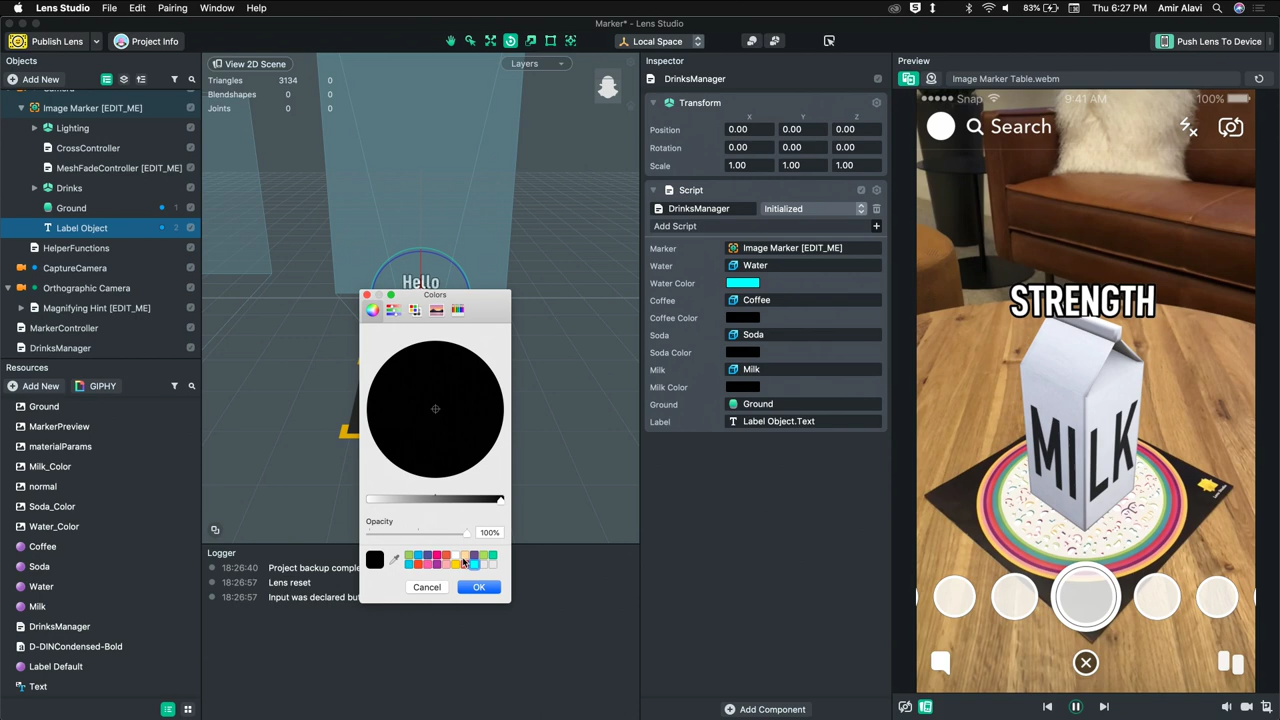 Lens Studio File Edit Pairing Window Help
83% Thu 6:27 PM Amir Alavi
Marker* - Lens Studio
Publish Lens Project Info
Local Space
Push Lens To Device
Objects
Add New
Image Marker [EDIT_ME]
Lighting
CrossController
MeshFadeController [EDIT_ME]
Drinks
Ground 1
Label Object 2
HelperFunctions
CaptureCamera
Orthographic Camera
Magnifying Hint [EDIT_ME]
MarkerController
DrinksManager
Resources
Add New GIPHY
Ground
MarkerPreview
materialParams
Milk_Color
normal
Soda_Color
Water_Color
Coffee
Soda
Water
Milk
DrinksManager
D-DINCondensed-Bold
Label Default
Text
View 2D Scene
Layers
Triangles 3134 0
Blendshapes 0 0
Joints 0 0
Hello
Colors
Opacity
100%
Cancel OK
Logger
18:26:40 Project backup comple
18:26:57 Lens reset
18:26:57 Input was declared bu
Inspector
DrinksManager
Transform
X Y Z
Position 0.00 0.00 0.00
Rotation 0.00 0.00 0.00
Scale 1.00 1.00 1.00
Script
DrinksManager Initialized
Add Script +
Marker Image Marker [EDIT_ME]
Water Water
Water Color
Coffee Coffee
Coffee Color
Soda Soda
Soda Color
Milk Milk
Milk Color
Ground Ground
Label Label Object.Text
Add Component
Preview
Image Marker Table.webm
Snap 9:41 AM 100%
Search
STRENGTH
MILK